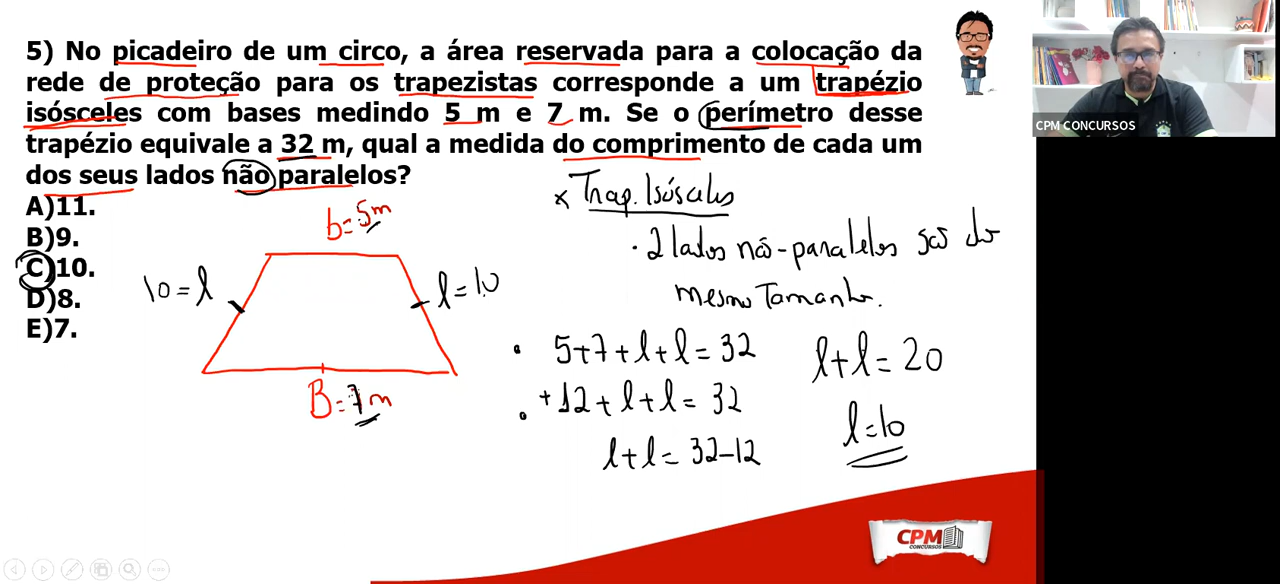 5) No picadeiro de um circo, a área reservada para a colocação da
rede de proteção para os trapezistas corresponde a um trapézio
isósceles com bases medindo 5 m e 7 m. Se o perímetro desse
trapézio equivale a 32 m, qual a medida do comprimento de cada um
dos seus lados não paralelos?
A)11.
B)9.
C)10.
D)8.
E)7.
b=5m
10=l
l=10
B=7m
x Trap. Isósceles
· 2 lados não-paralelos são do
mesmo Tamanho.
· 5+7+l+l=32
+12+l+l=32
l+l=32-12
l+l=20
l=10
CPM CONCURSOS
CPM
CONCURSOS